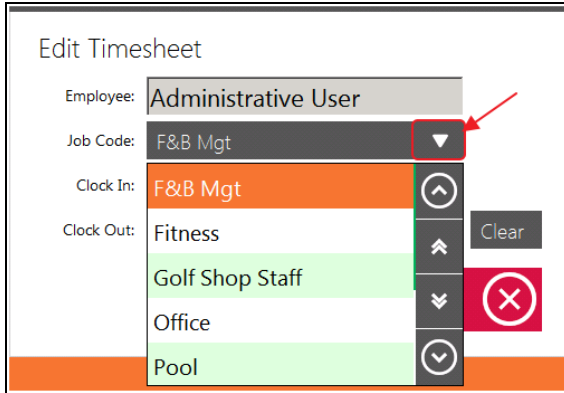 Edit Timesheet
Employee: Administrative User
Job Code: F&B Mgt
Clock In: F&B Mgt
Clock Out: Fitness Clear
Golf Shop Staff
Office
Pool